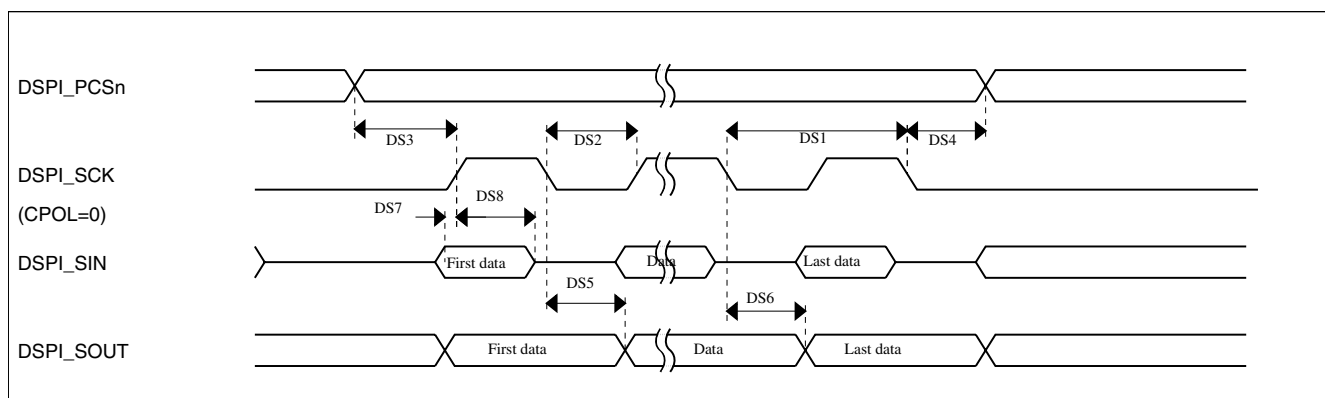 DSPI_PCSn
DS3
DS2
DS1
DS4
DSPI_SCK
(CPOL=0)
DS7
DS8
DSPI_SIN
First data
Data
Last data
DS5
DS6
DSPI_SOUT
First data
Data
Last data